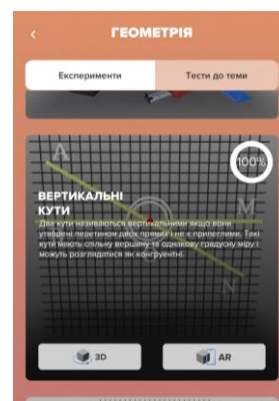 ГЕОМЕТРІЯ
Експерименти
Тести до теми
A
100%
ВЕРТИКАЛЬНІ
КУТИ
M
Два кути називаються вертикальними якщо вони
утворені перетином двох прямих і не є прилеглими. Такі
кути мають спільну вершину та однакову градусну міру і
можуть розглядатися як конгруентні.
N
3D
AR